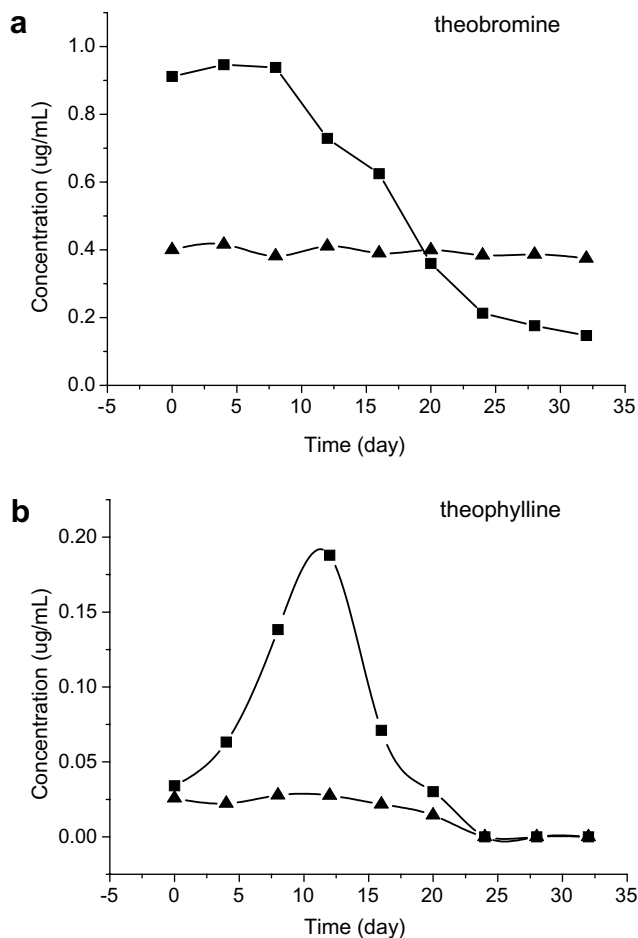 a
theobromine
1.0
0.8
0.6
0.4
0.2
0.0
Concentration (ug/mL)
-5 0 5 10 15 20 25 30 35
Time (day)
b
theophylline
0.20
0.15
0.10
0.05
0.00
Concentration (ug/mL)
-5 0 5 10 15 20 25 30 35
Time (day)